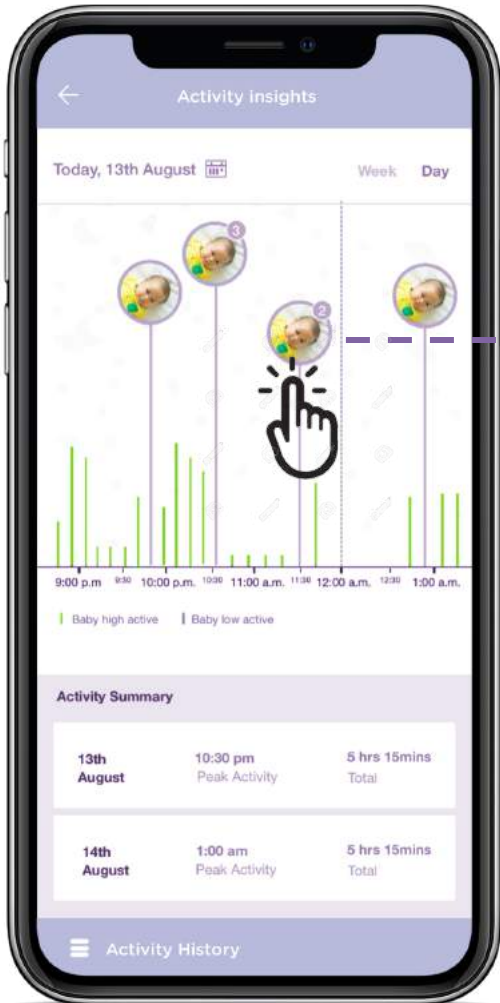 Activity insights
Today, 13th August
Week Day
3
2
9:00 p.m 9:30 10:00 p.m. 10:30 11:00 a.m. 11:30 12:00 a.m. 12:30 1:00 a.m.
Baby high active Baby low active
Activity Summary
13th August
10:30 pm
Peak Activity
5 hrs 15mins
Total
14th August
1:00 am
Peak Activity
5 hrs 15mins
Total
Activity History